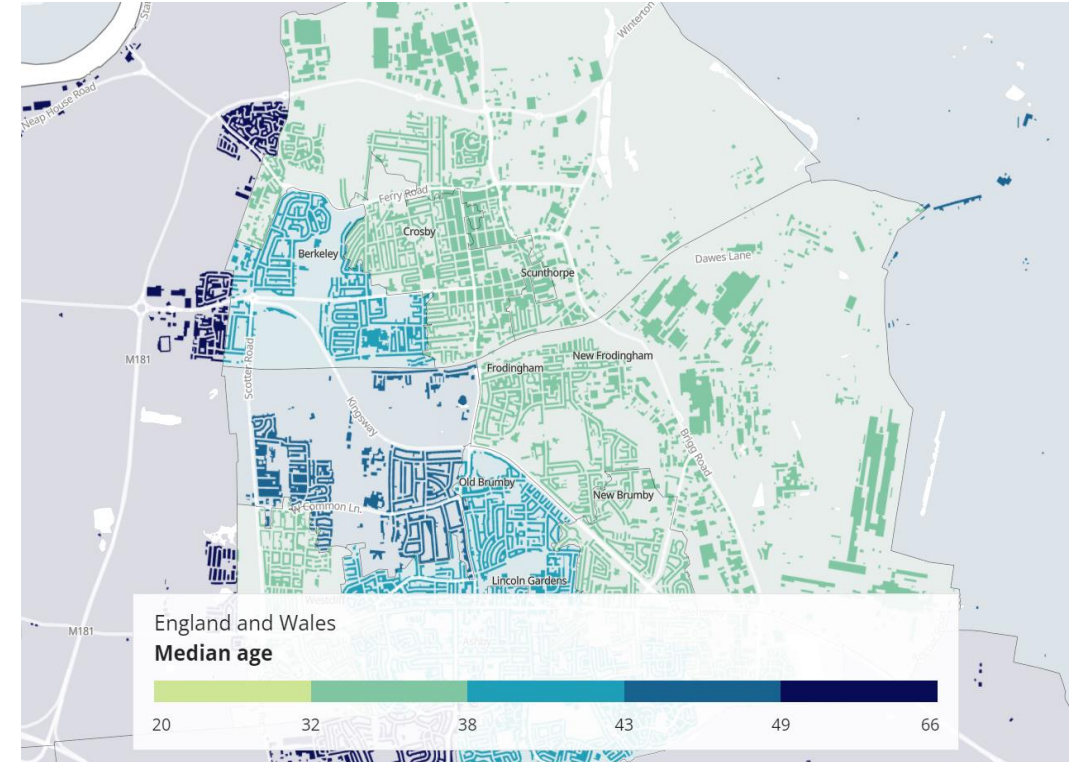 Winterton
Neap House Road
Ferry Road
Crosby
Berkeley
Dawes Lane
Scunthorpe
M181
Scotter Road
New Frodingham
Frodingham
Kingsway
Brigg Road
Old Brumby
New Brumby
Common Ln.
Lincoln Gardens
Westcliff
Ashby
M181
England and Wales
Median age
20 32 38 43 49 66